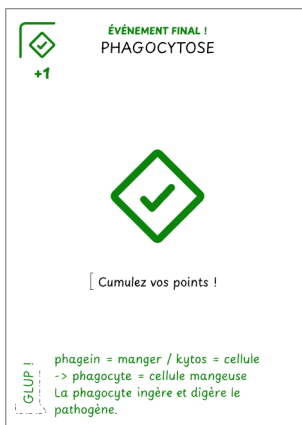 ÉVÉNEMENT FINAL !
PHAGOCYTOSE
+1
[ Cumulez vos points !
GLUP !
phagein = manger / kytos = cellule
-> phagocyte = cellule mangeuse
La phagocyte ingère et digère le
pathogène.